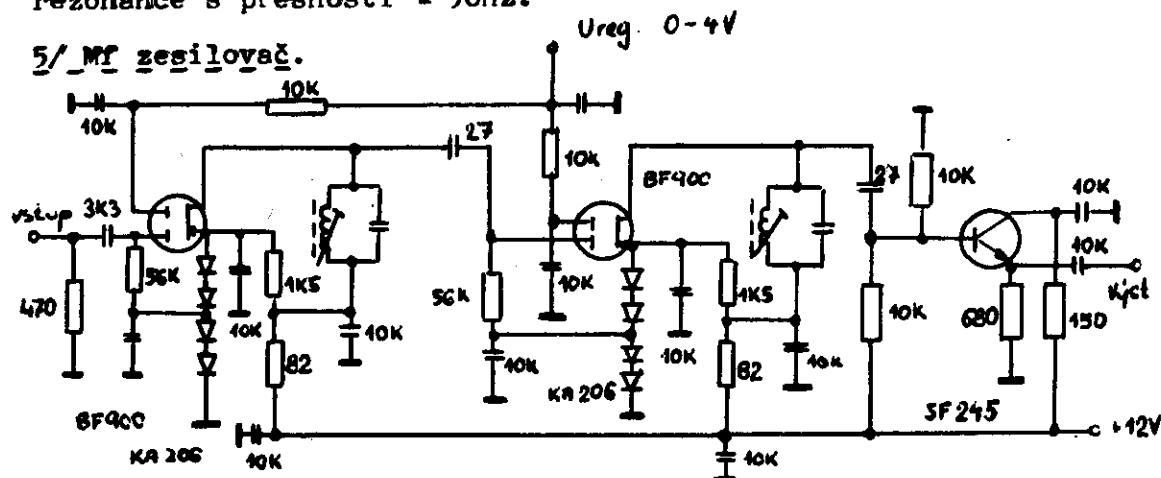 rezonance s přesností
5/ Mf zesilovač.
Ureg. 0-4V
10K
10K
27
10K
BF900
27
10K
10K
vstup
3K3
56K
470
10K
1K5
10K
82
56K
10K
10K
1K5
10K
82
10K
10K
680
150
10K
Výst
BF900
KA 206
KA 206
10K
10K
SF 245
+12V